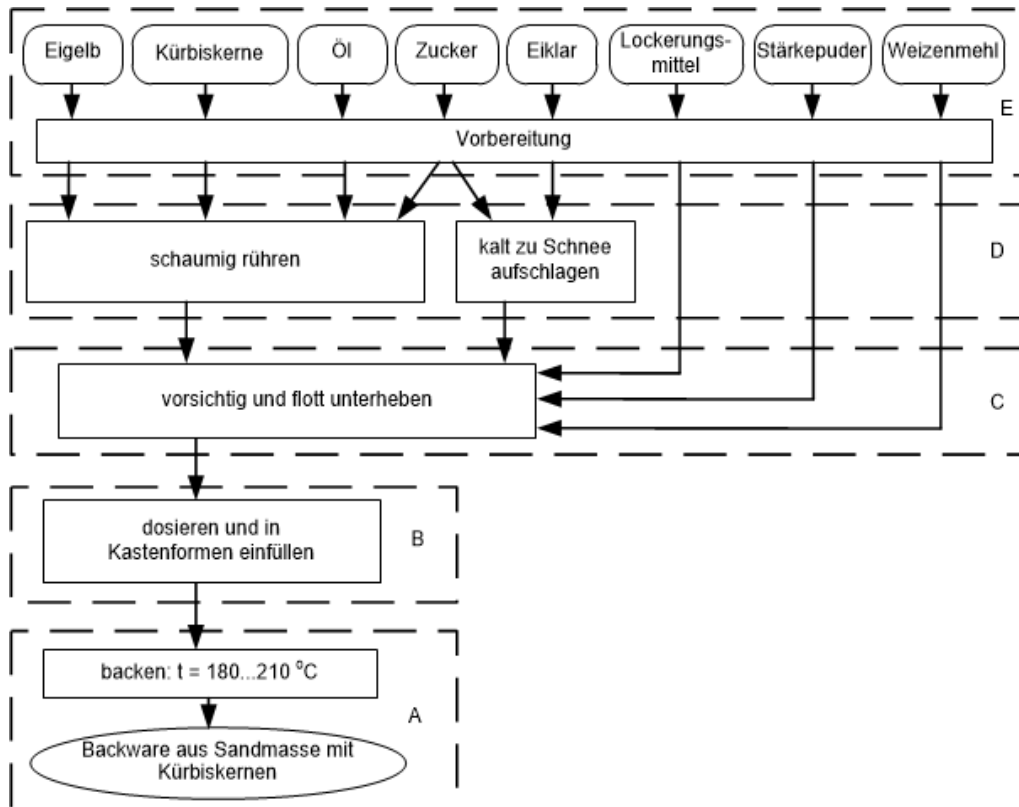 Eigelb
Kürbiskerne
Öl
Zucker
Eiklar
Lockerungs-
mittel
Stärkepuder
Weizenmehl
E
Vorbereitung
schaumig rühren
kalt zu Schnee
aufschlagen
D
vorsichtig und flott unterheben
C
dosieren und in
Kastenformen einfüllen
B
backen: t = 180...210 ⁰C
A
Backware aus Sandmasse mit
Kürbiskernen